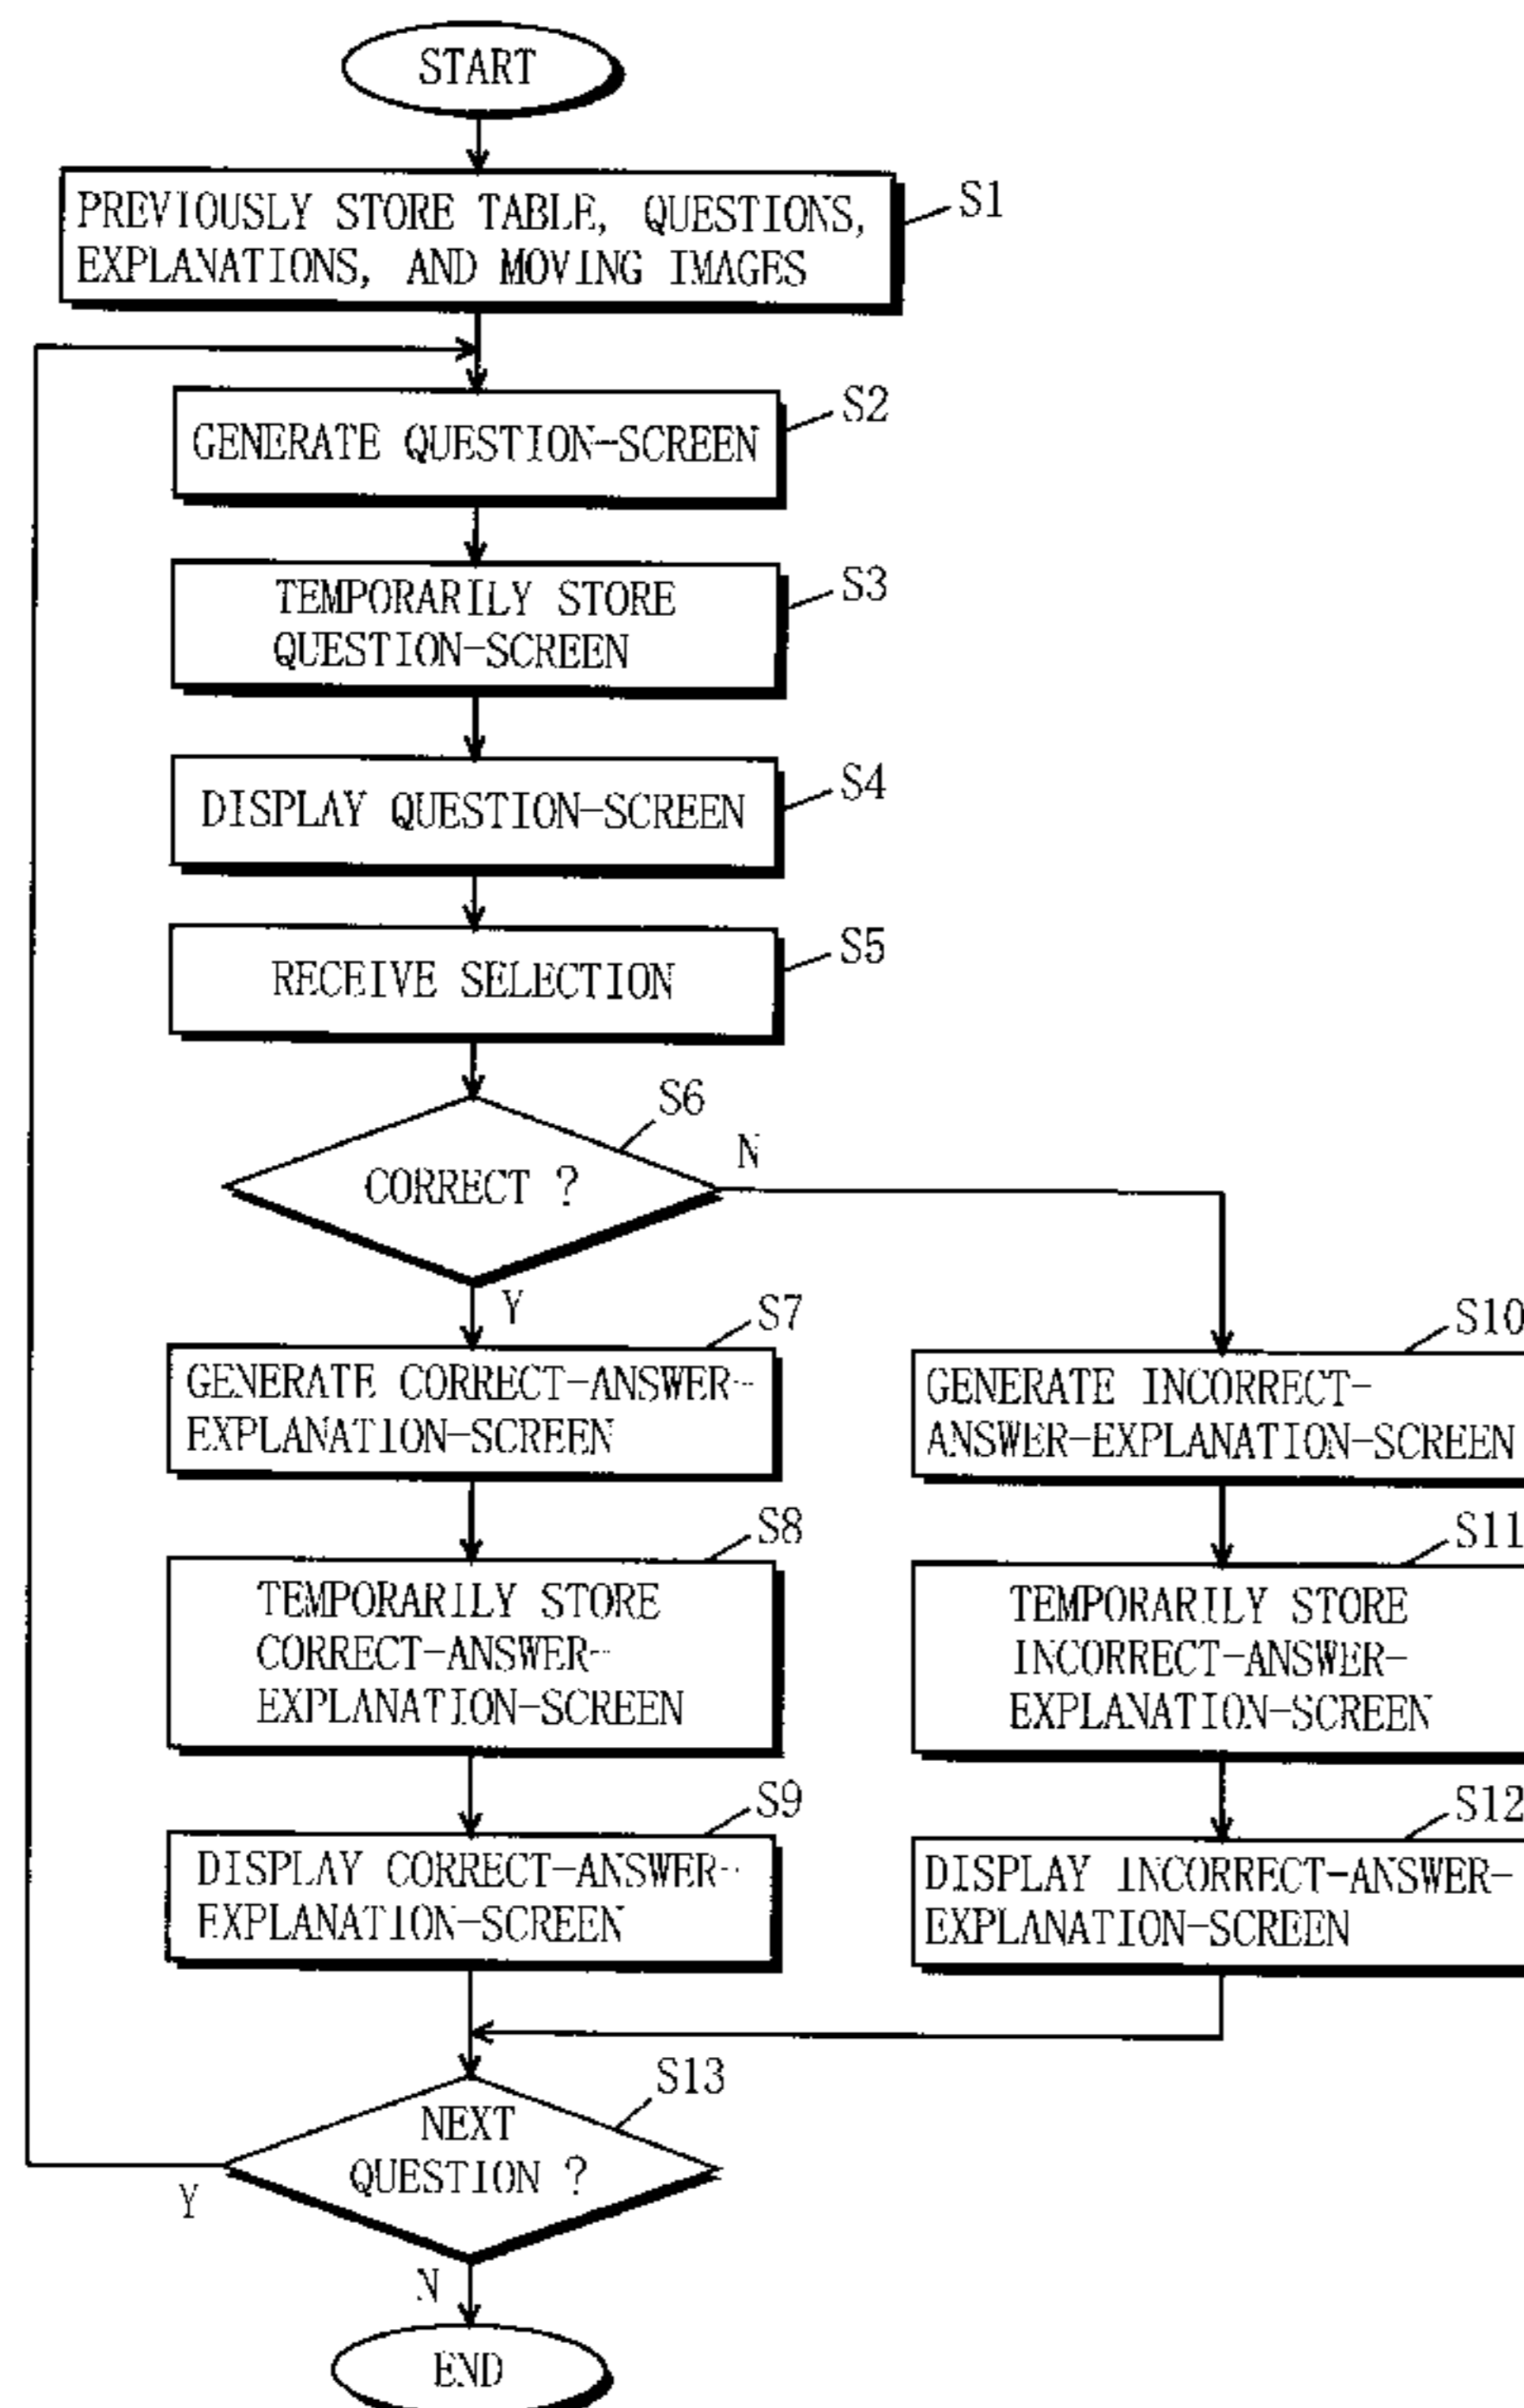 START
PREVIOUSLY STORE TABLE, QUESTIONS,
EXPLANATIONS, AND MOVING IMAGES
S1
GENERATE QUESTION-SCREEN
S2
TEMPORARILY STORE
QUESTION-SCREEN
S3
DISPLAY QUESTION-SCREEN
S4
RECEIVE SELECTION
S5
CORRECT ?
S6
N
Y
GENERATE CORRECT-ANSWER-
EXPLANATION-SCREEN
S7
GENERATE INCORRECT-
ANSWER-EXPLANATION-SCREEN
S10
TEMPORARILY STORE
CORRECT-ANSWER-
EXPLANATION-SCREEN
S8
TEMPORARILY STORE
INCORRECT-ANSWER-
EXPLANATION-SCREEN
S11
DISPLAY CORRECT-ANSWER-
EXPLANATION-SCREEN
S9
DISPLAY INCORRECT-ANSWER-
EXPLANATION-SCREEN
S12
NEXT
QUESTION ?
S13
Y
N
END